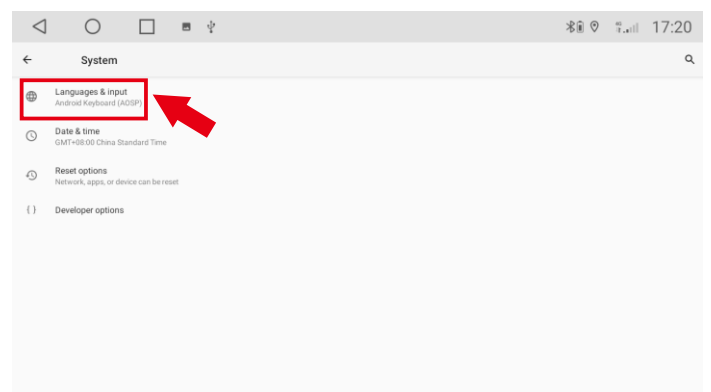 17:20
System
Languages & input
Android Keyboard (AOSP)
Date & time
GMT+08:00 China Standard Time
Reset options
Network, apps, or device can be reset
{ } Developer options